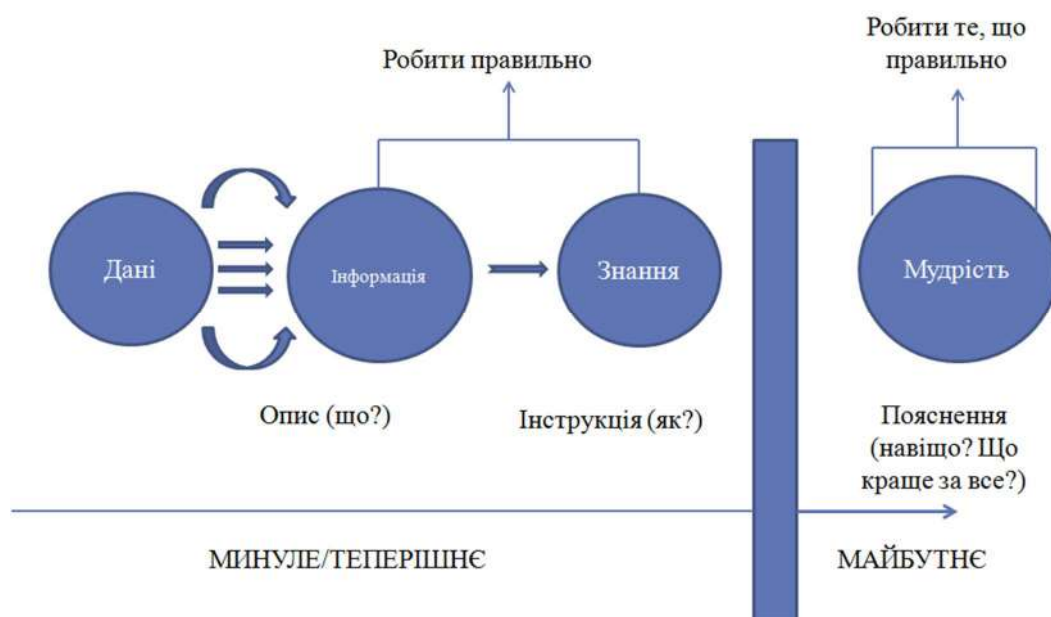 Робити те, що
правильно
Робити правильно
Дані
Інформація
Знання
Мудрість
Опис (що?)
Інструкція (як?)
Пояснення
(навіщо? Що
краще за все?)
МИНУЛЕ/ТЕПЕРІШНЄ
МАЙБУТНЄ